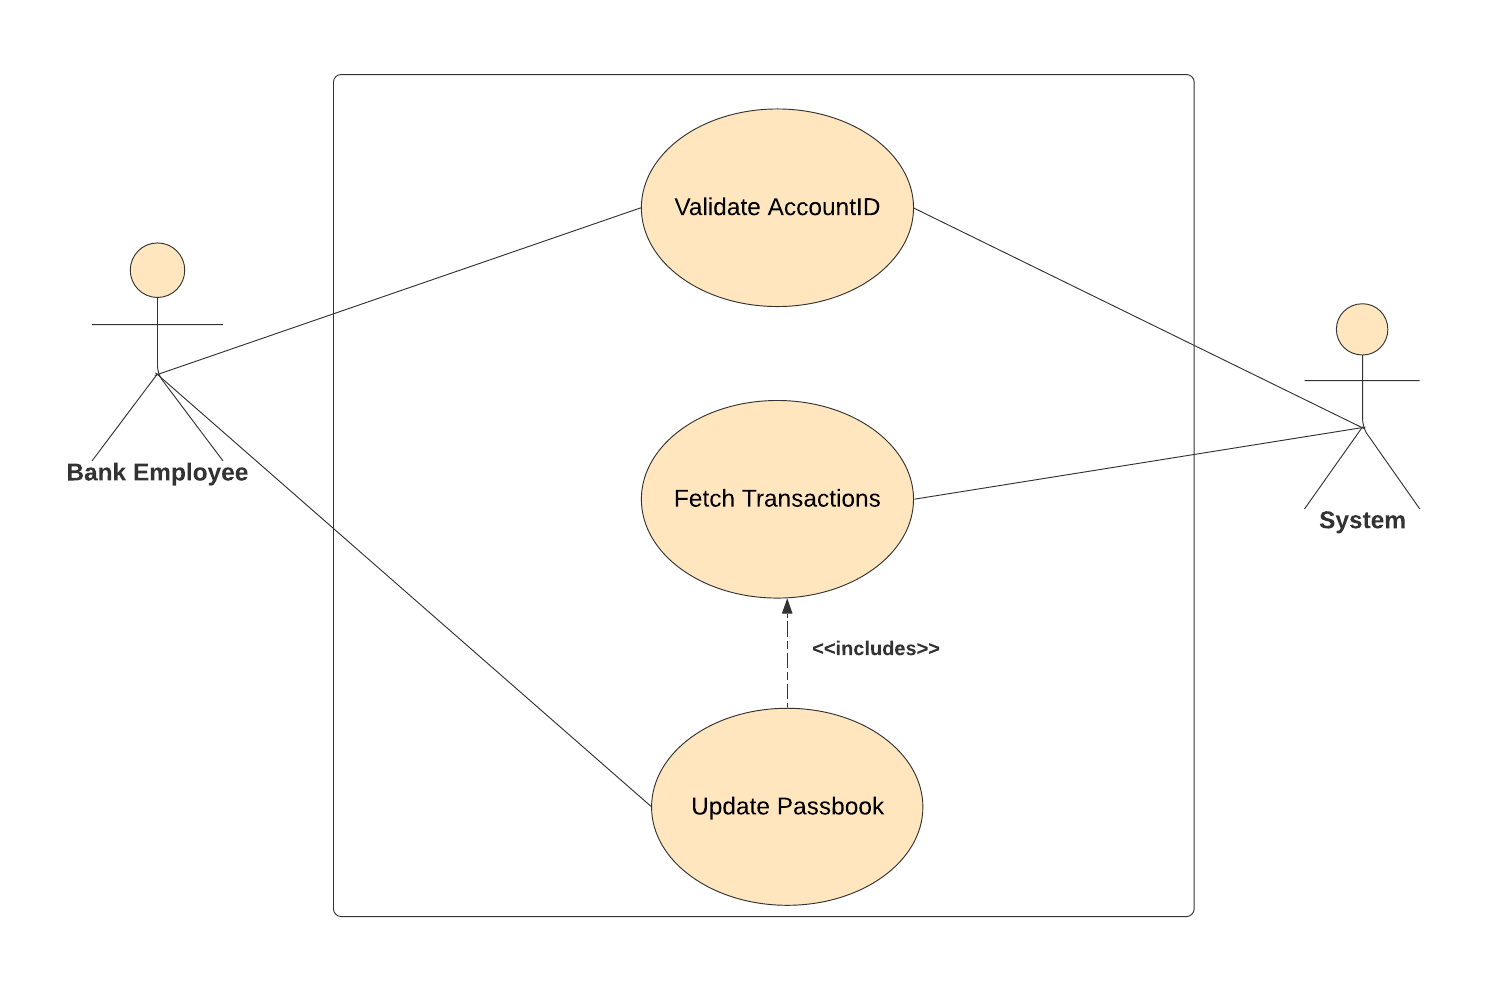 Validate AccountID
Bank Employee
Fetch Transactions
System
<<includes>>
Update Passbook